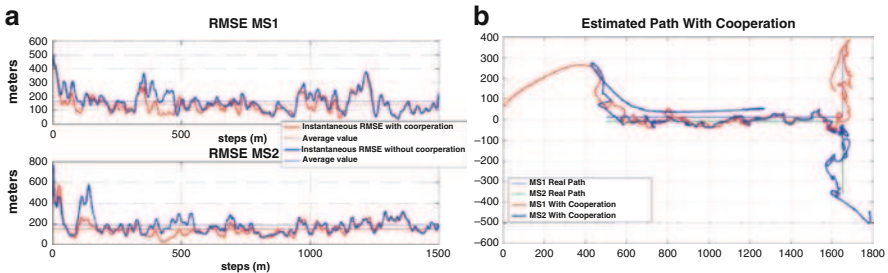 a
RMSE MS1
meters
600
500
400
300
200
100
0
0
500
steps (m)
Instantaneous RMSE with coorperation
Average value
Instantaneous RMSE without cooperation
Average value
RMSE MS2
meters
800
600
400
200
0
0
500
1000
1500
steps (m)
b
Estimated Path With Cooperation
400
300
200
100
0
−100
−200
−300
−400
−500
−600
MS1 Real Path
MS2 Real Path
MS1 With Cooperation
MS2 With Cooperation
0
200
400
600
800
1000
1200
1400
1600
1800